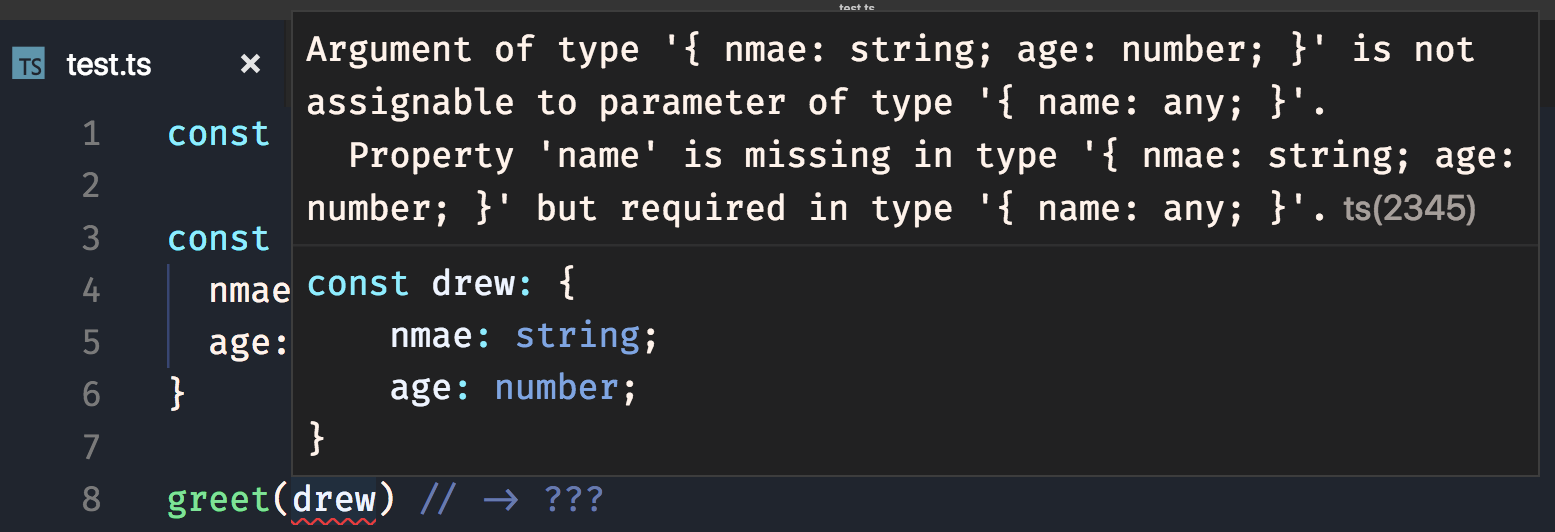 test.ts
TS test.ts ×
Argument of type '{ nmae: string; age: number; }' is not
assignable to parameter of type '{ name: any; }'.
Property 'name' is missing in type '{ nmae: string; age:
number; }' but required in type '{ name: any; }'. ts(2345)
const drew: {
nmae: string;
age: number;
}
1 const
2
3 const
4 nmae
5 age:
6 }
7
8 greet(drew) // → ???